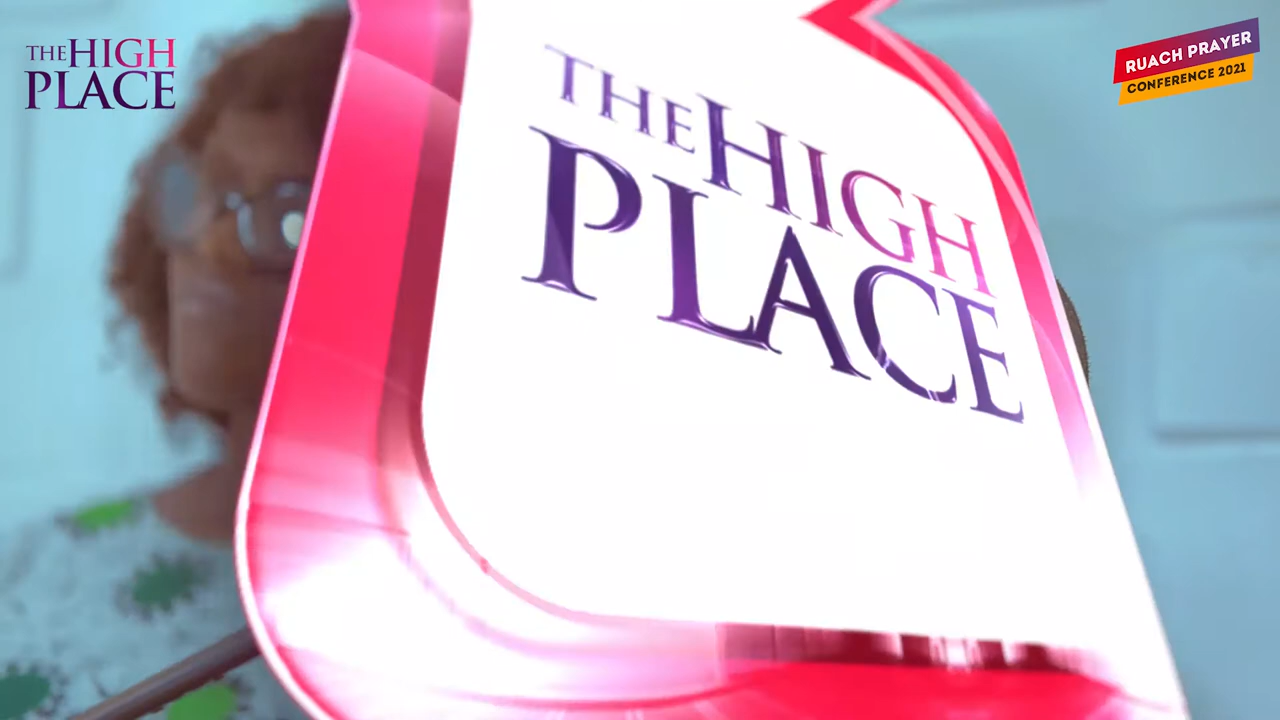 THE HIGH
PLACE
RUACH PRAYER
CONFERENCE 2021
THE HIGH
PLACE